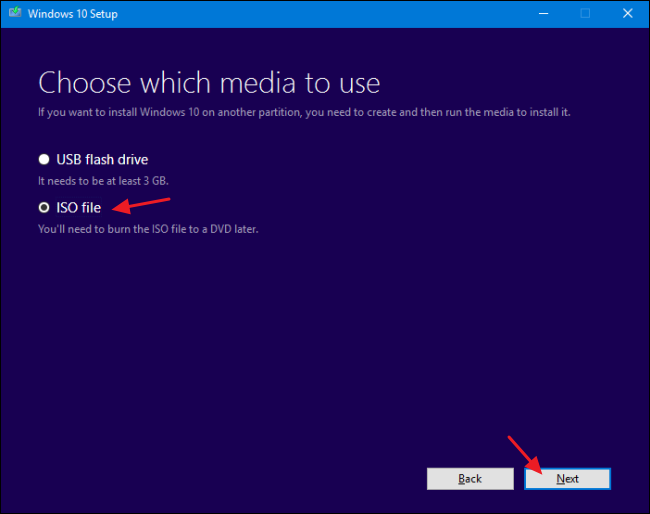 Windows 10 Setup
Choose which media to use
If you want to install Windows 10 on another partition, you need to create and then run the media to install it.
USB flash drive
It needs to be at least 3 GB.
ISO file
You'll need to burn the ISO file to a DVD later.
Back
Next